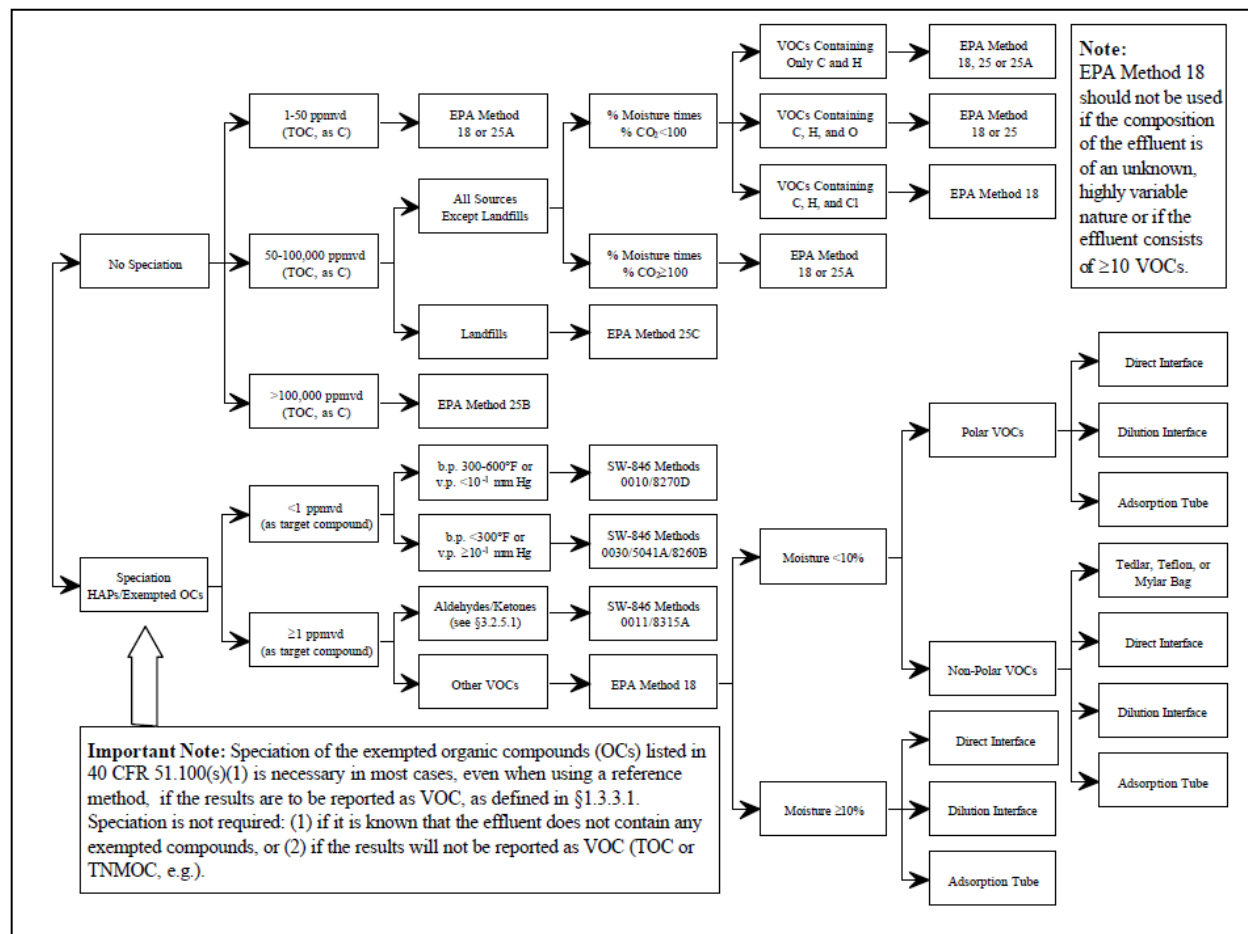 VOCs Containing
Only C and H
EPA Method
18, 25 or 25A
Note:
EPA Method 18
should not be used
if the composition
of the effluent is
of an unknown,
highly variable
nature or if the
effluent consists
of ≥10 VOCs.
1-50 ppmvd
(TOC, as C)
EPA Method
18 or 25A
% Moisture times
% CO₂<100
VOCs Containing
C, H, and O
EPA Method
18 or 25
VOCs Containing
C, H, and Cl
EPA Method 18
All Sources
Except Landfills
No Speciation
50-100,000 ppmvd
(TOC, as C)
% Moisture times
% CO₂≥100
EPA Method
18 or 25A
Landfills
EPA Method 25C
>100,000 ppmvd
(TOC, as C)
EPA Method 25B
Direct Interface
Polar VOCs
Dilution Interface
Adsorption Tube
<1 ppmvd
(as target compound)
b.p. 300-600°F or
v.p. <10⁻¹ mm Hg
SW-846 Methods
0010/8270D
b.p. <300°F or
v.p. ≥10⁻¹ mm Hg
SW-846 Methods
0030/5041A/8260B
Moisture <10%
Speciation
HAPs/Exempted OCs
Tedlar, Teflon, or
Mylar Bag
≥1 ppmvd
(as target compound)
Aldehydes/Ketones
(see §3.2.5.1)
SW-846 Methods
0011/8315A
Direct Interface
Other VOCs
EPA Method 18
Non-Polar VOCs
Dilution Interface
Adsorption Tube
Direct Interface
Moisture ≥10%
Dilution Interface
Adsorption Tube
Important Note: Speciation of the exempted organic compounds (OCs) listed in
40 CFR 51.100(s)(1) is necessary in most cases, even when using a reference
method, if the results are to be reported as VOC, as defined in §1.3.3.1.
Speciation is not required: (1) if it is known that the effluent does not contain any
exempted compounds, or (2) if the results will not be reported as VOC (TOC or
TNMOC, e.g.).